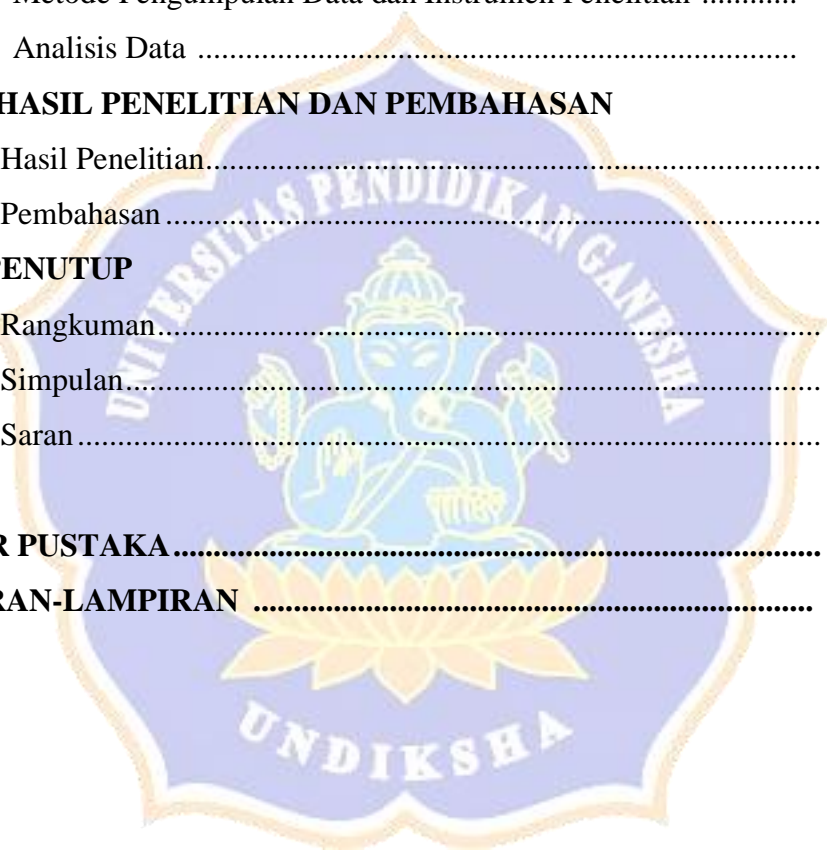 Metode Pengumpulan Data dan Instrumen Penelitian ............
Analisis Data ..........................................................................
HASIL PENELITIAN DAN PEMBAHASAN
Hasil Penelitian............................................................................
Pembahasan .................................................................................
PENUTUP
Rangkuman..................................................................................
Simpulan......................................................................................
Saran ............................................................................................
R PUSTAKA.................................................................................
RAN-LAMPIRAN ......................................................................
UNIVERSITAS PENDIDIKAN GANESHA
UNDIKSHA